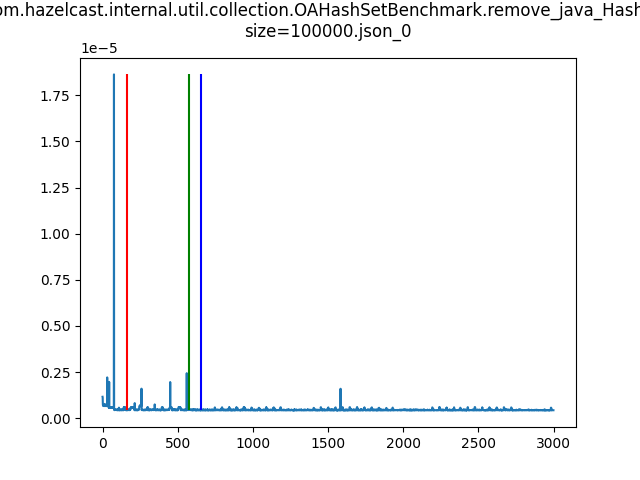 om.hazelcast.internal.util.collection.OAHashSetBenchmark.remove_java_Hash
size=100000.json_0
1e−5
1.75
1.50
1.25
1.00
0.75
0.50
0.25
0.00
0 500 1000 1500 2000 2500 3000